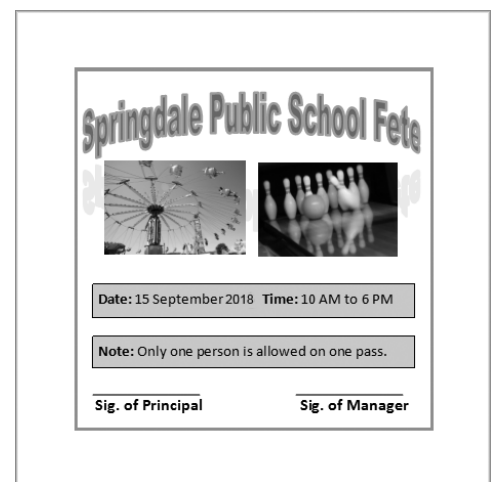 Springdale Public School Fete
Date: 15 September 2018 Time: 10 AM to 6 PM
Note: Only one person is allowed on one pass.
Sig. of Principal Sig. of Manager